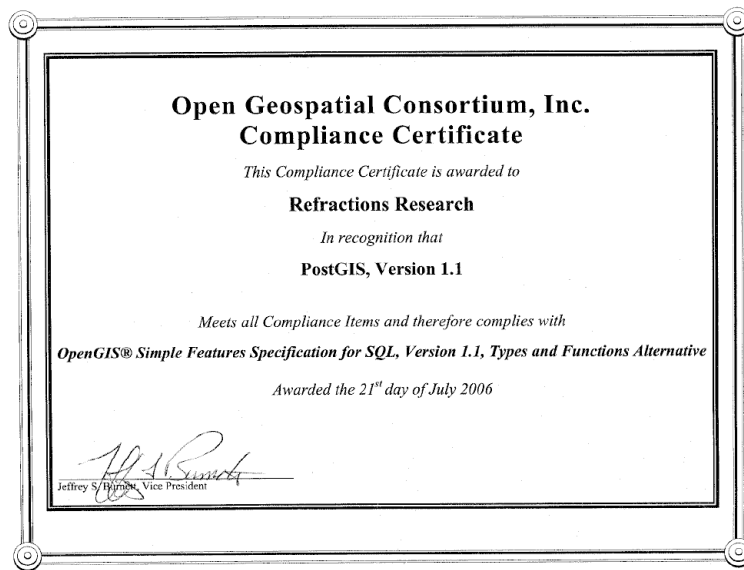 Open Geospatial Consortium, Inc.
Compliance Certificate
This Compliance Certificate is awarded to
Refractions Research
In recognition that
PostGIS, Version 1.1
Meets all Compliance Items and therefore complies with
OpenGIS® Simple Features Specification for SQL, Version 1.1, Types and Functions Alternative
Awarded the 21st day of July 2006
Jeffrey S. Burnett, Vice President